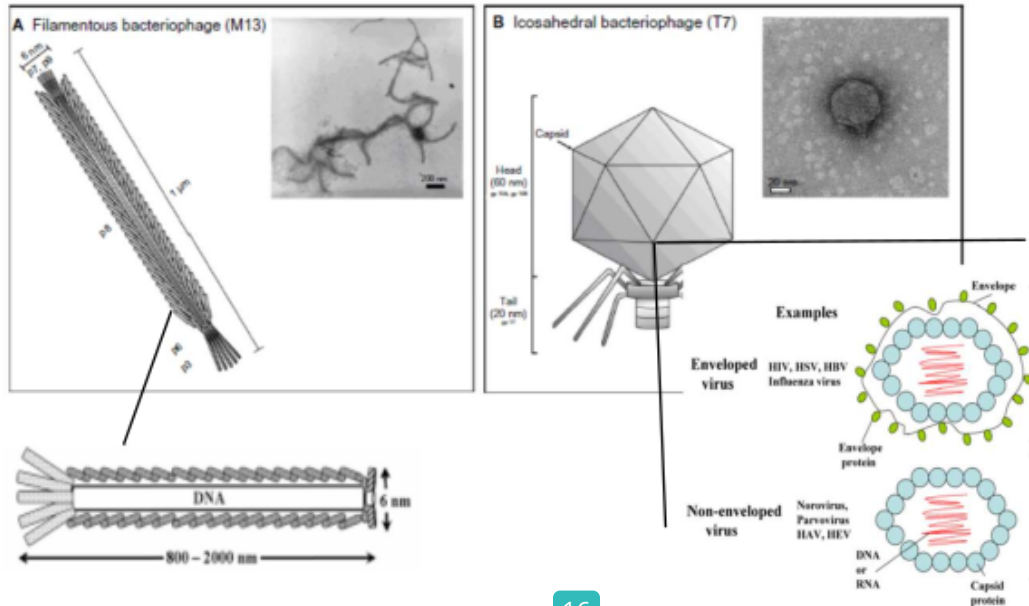 A Filamentous bacteriophage (M13)
6 nm
p7, p9
1 μm
p8
p6
p3
200 nm
DNA
6 nm
800 – 2000 nm
B Icosahedral bacteriophage (T7)
Capsid
Head
(60 nm)
Tail
(20 nm)
20 nm
Examples
Envelope
Enveloped
virus
HIV, HSV, HBV
Influenza virus
Envelope
protein
Non-enveloped
virus
Norovirus,
Parvovirus
HAV, HEV
DNA
or
RNA
Capsid
protein
16